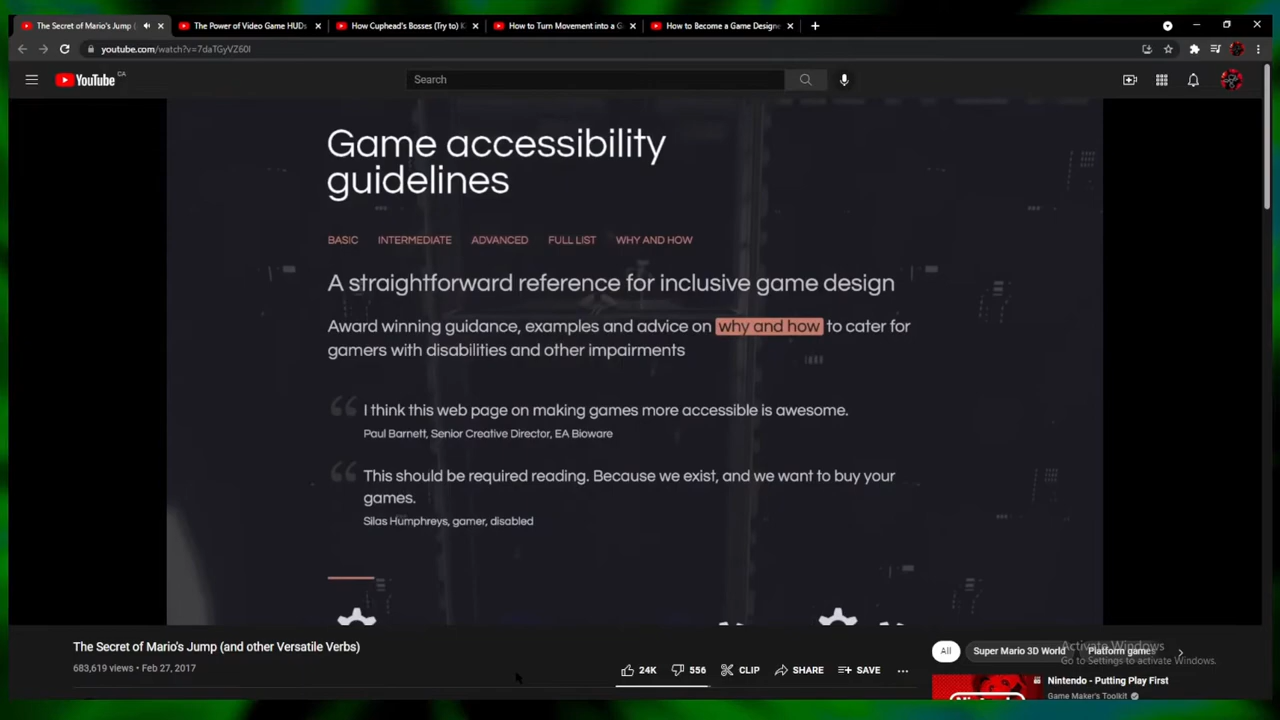 The Secret of Mario's Jump (
The Power of Video Game HUDs
How Cuphead's Bosses (Try to) K
How to Turn Movement into a G
How to Become a Game Designe
youtube.com/watch?v=7daTGyVZ60I
YouTube CA
Search
Game accessibility
guidelines
BASIC INTERMEDIATE ADVANCED FULL LIST WHY AND HOW
A straightforward reference for inclusive game design
Award winning guidance, examples and advice on why and how to cater for
gamers with disabilities and other impairments
I think this web page on making games more accessible is awesome.
Paul Barnett, Senior Creative Director, EA Bioware
This should be required reading. Because we exist, and we want to buy your
games.
Silas Humphreys, gamer, disabled
The Secret of Mario's Jump (and other Versatile Verbs)
683,619 views • Feb 27, 2017
24K 556 CLIP SHARE SAVE
All Super Mario 3D World Platform games
Activate Windows
Go to Settings to activate Windows.
Nintendo - Putting Play First
Game Maker's Toolkit